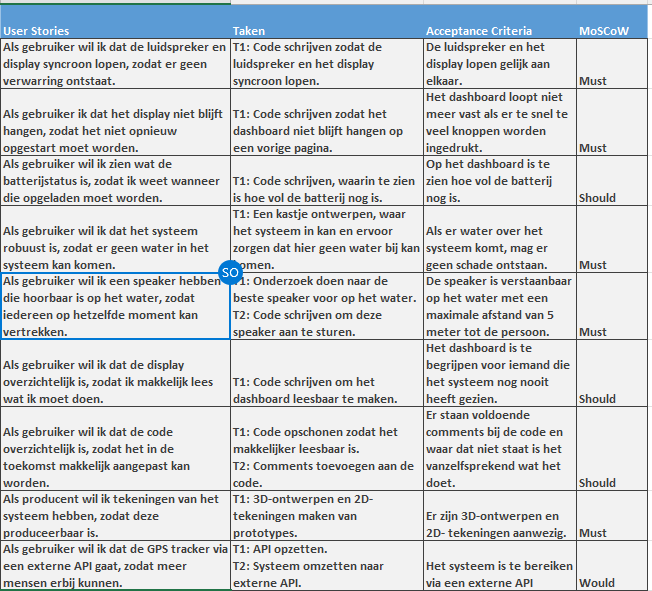 User Stories Taken Acceptance Criteria MoSCoW
Als gebruiker wil ik dat de luidspreker en
display syncroon lopen, zodat er geen
verwarring ontstaat.
T1: Code schrijven zodat de
luidspreker en het display
syncroon lopen.
De luidspreker en het
display lopen gelijk aan
elkaar.
Must
Als gebruiker ik dat het display niet blijft
hangen, zodat het niet opnieuw
opgestart moet worden.
T1: Code schrijven zodat het
dashboard niet blijft hangen op
een vorige pagina.
Het dashboard loopt niet
meer vast als er te snel te
veel knoppen worden
ingedrukt.
Must
Als gebruiker wil ik zien wat de
batterijstatus is, zodat ik weet wanneer
die opgeladen moet worden.
T1: Code schrijven, waarin te zien
is hoe vol de batterij nog is.
Op het dashboard is te
zien hoe vol de batterij
nog is.
Should
Als gebruiker wil ik dat het systeem
robuust is, zodat er geen water in het
systeem kan komen.
T1: Een kastje ontwerpen, waar
het systeem in kan en ervoor
zorgen dat hier geen water bij kan
komen.
Als er water over het
systeem komt, mag er
geen schade ontstaan.
Must
SO
Als gebruiker wil ik een speaker hebben
die hoorbaar is op het water, zodat
iedereen op hetzelfde moment kan
vertrekken.
T1: Onderzoek doen naar de
beste speaker voor op het water.
T2: Code schrijven om deze
speaker aan te sturen.
De speaker is verstaanbaar
op het water met een
maximale afstand van 5
meter tot de persoon.
Must
Als gebruiker wil ik dat de display
overzichtelijk is, zodat ik makkelijk lees
wat ik moet doen.
T1: Code schrijven om het
dashboard leesbaar te maken.
Het dashboard is te
begrijpen voor iemand die
het systeem nog nooit
heeft gezien.
Should
Als gebruiker wil ik dat de code
overzichtelijk is, zodat het in de
toekomst makkelijk aangepast kan
worden.
T1: Code opschonen zodat het
makkelijker leesbaar is.
T2: Comments toevoegen aan de
code.
Er staan voldoende
comments bij de code en
waar dat niet staat is het
vanzelfsprekend wat het
doet.
Should
Als producent wil ik tekeningen van het
systeem hebben, zodat deze
produceerbaar is.
T1: 3D-ontwerpen en 2D-
tekeningen maken van
prototypes.
Er zijn 3D-ontwerpen en
2D- tekeningen aanwezig.
Must
Als gebruiker wil ik dat de GPS tracker via
een externe API gaat, zodat meer
mensen erbij kunnen.
T1: API opzetten.
T2: Systeem omzetten naar
externe API.
Het systeem is te bereiken
via een externe API
Would